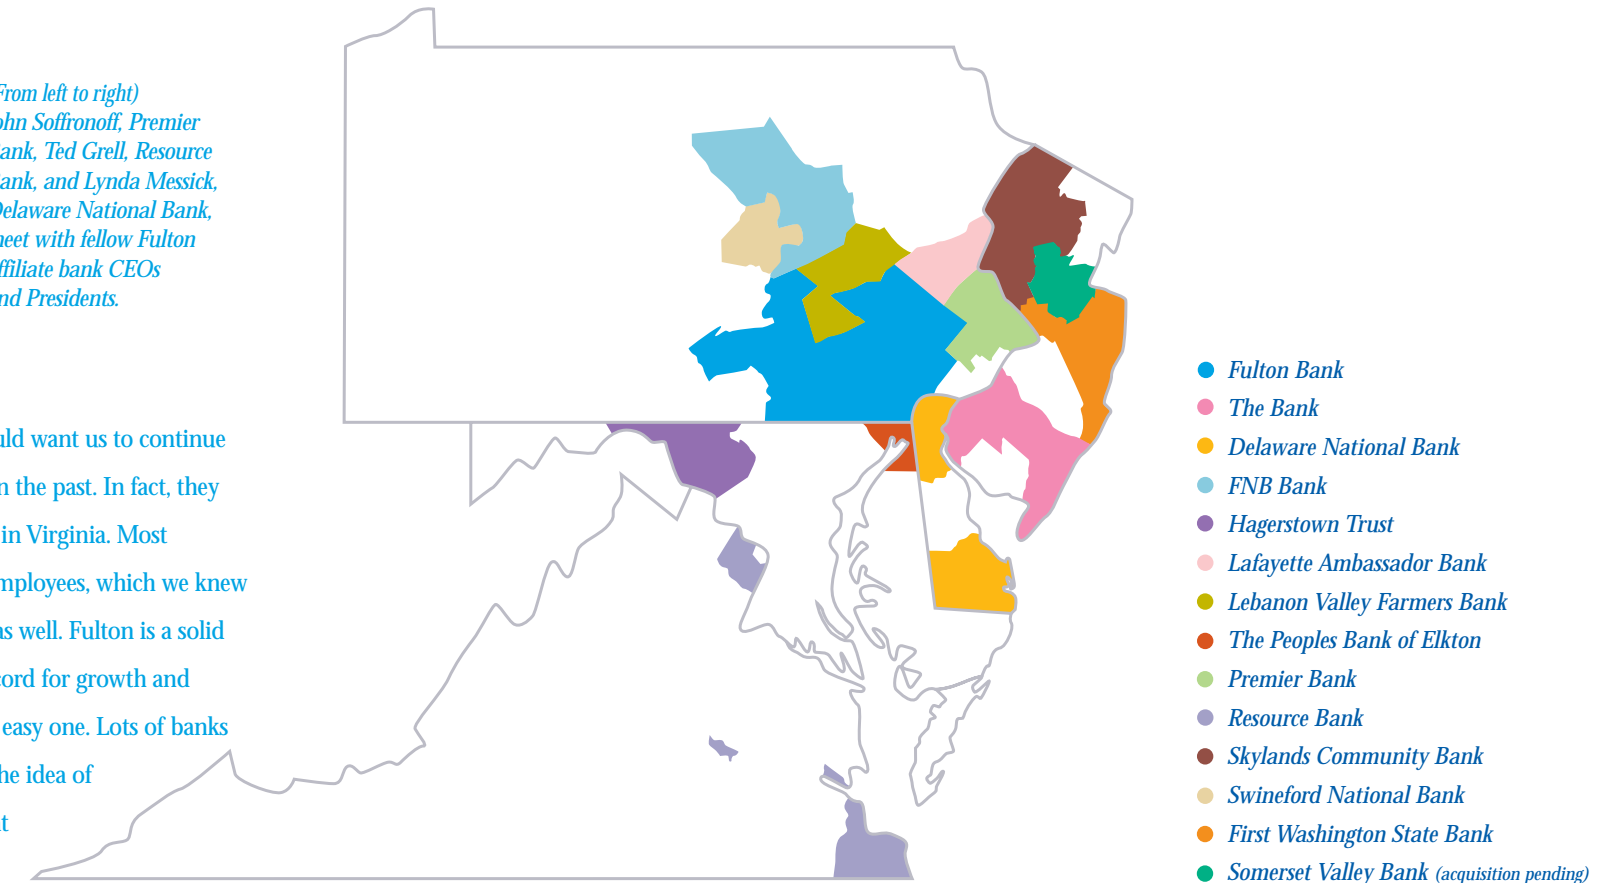 From left to right)
ohn Soffronoff, Premier
ank, Ted Grell, Resource
ank, and Lynda Messick,
Delaware National Bank,
meet with fellow Fulton
ffiliate bank CEOs
nd Presidents.
uld want us to continue
n the past. In fact, they
in Virginia. Most
mployees, which we knew
as well. Fulton is a solid
cord for growth and
easy one. Lots of banks
he idea of
t
Fulton Bank
The Bank
Delaware National Bank
FNB Bank
Hagerstown Trust
Lafayette Ambassador Bank
Lebanon Valley Farmers Bank
The Peoples Bank of Elkton
Premier Bank
Resource Bank
Skylands Community Bank
Swineford National Bank
First Washington State Bank
Somerset Valley Bank (acquisition pending)